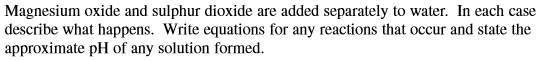 Magnesium oxide and sulphur dioxide are added separately to water.  In each case
describe what happens.  Write equations for any reactions that occur and state the
approximate pH of any solution formed.